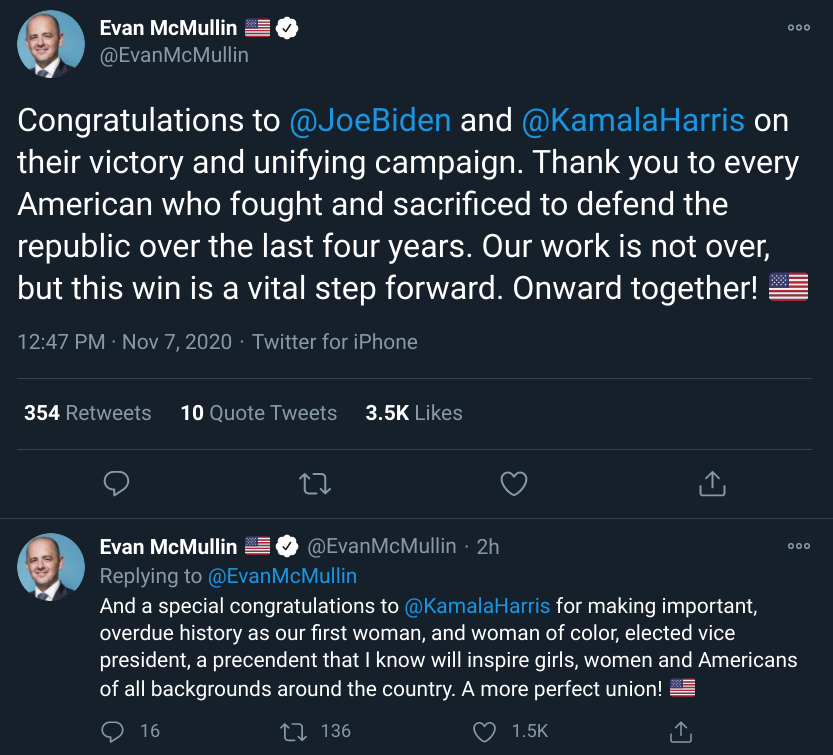 Evan McMullin 🇺🇸
@EvanMcMullin
Congratulations to @JoeBiden and @KamalaHarris on
their victory and unifying campaign. Thank you to every
American who fought and sacrificed to defend the
republic over the last four years. Our work is not over,
but this win is a vital step forward. Onward together! 🇺🇸
12:47 PM · Nov 7, 2020 · Twitter for iPhone
354 Retweets 10 Quote Tweets 3.5K Likes
Evan McMullin 🇺🇸 @EvanMcMullin · 2h
Replying to @EvanMcMullin
And a special congratulations to @KamalaHarris for making important,
overdue history as our first woman, and woman of color, elected vice
president, a precendent that I know will inspire girls, women and Americans
of all backgrounds around the country. A more perfect union! 🇺🇸
16 136 1.5K